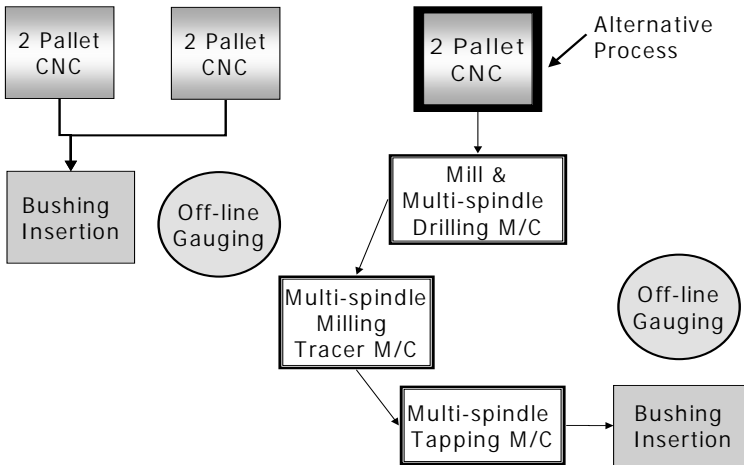 2 Pallet
CNC
2 Pallet
CNC
Bushing
Insertion
Off-line
Gauging
2 Pallet
CNC
Alternative
Process
Mill &
Multi-spindle
Drilling M/C
Multi-spindle
Milling
Tracer M/C
Off-line
Gauging
Multi-spindle
Tapping M/C
Bushing
Insertion